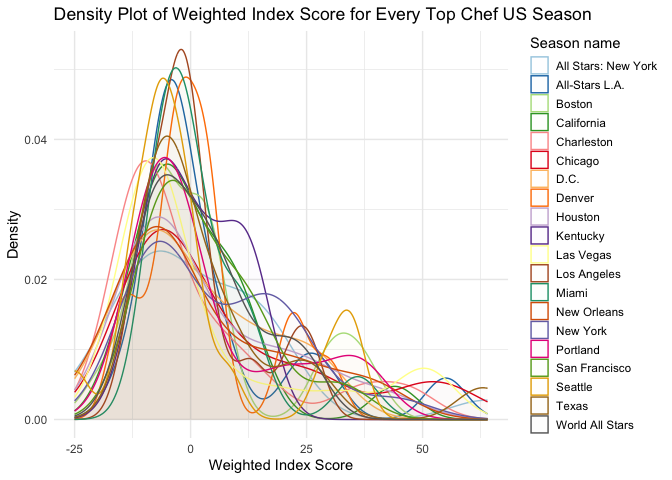 Density Plot of Weighted Index Score for Every Top Chef US Season
Season name
All Stars: New York
All-Stars L.A.
Boston
California
Charleston
Chicago
D.C.
Denver
Houston
Kentucky
Las Vegas
Los Angeles
Miami
New Orleans
New York
Portland
San Francisco
Seattle
Texas
World All Stars
Density
0.04
0.02
0.00
-25
0
25
50
Weighted Index Score